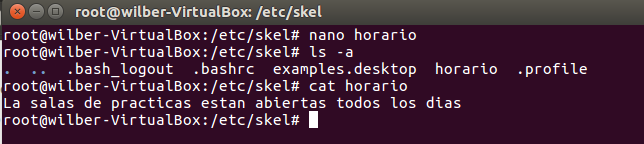 root@wilber-VirtualBox: /etc/skel
root@wilber-VirtualBox:/etc/skel# nano horario
root@wilber-VirtualBox:/etc/skel# ls -a
. .. .bash_logout .bashrc examples.desktop horario .profile
root@wilber-VirtualBox:/etc/skel# cat horario
La salas de practicas estan abiertas todos los dias
root@wilber-VirtualBox:/etc/skel#